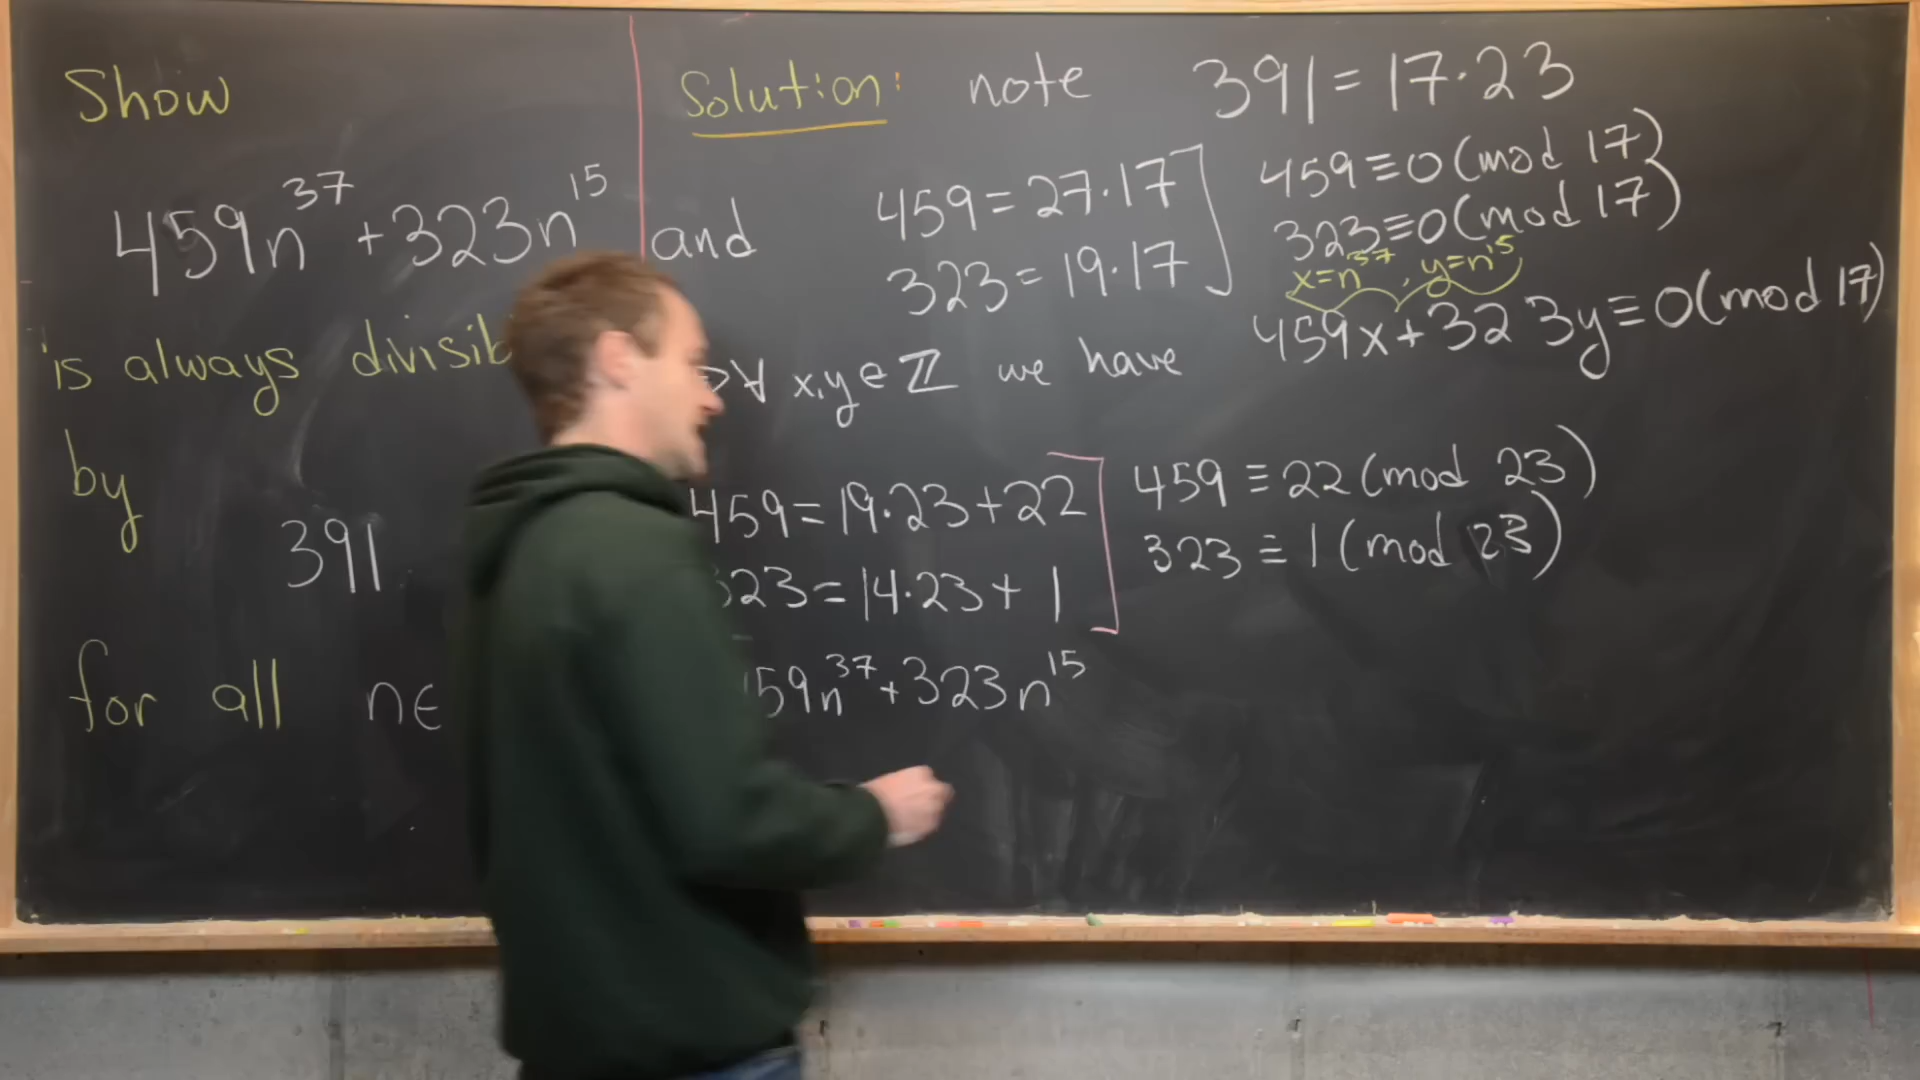 Show
459n^37 + 323n^15
is always divisib
by
391
for all n∈
Solution: note 391 = 17·23
and 459 = 27·17
323 = 19·17
459 ≡ 0 (mod 17)
323 ≡ 0 (mod 17)
x=n^37, y=n^15
∀ x,y ∈ ℤ we have 459x + 323y ≡ 0 (mod 17)
459 = 19·23 + 22
323 = 14·23 + 1
459 ≡ 22 (mod 23)
323 ≡ 1 (mod 23)
59n^37 + 323n^15